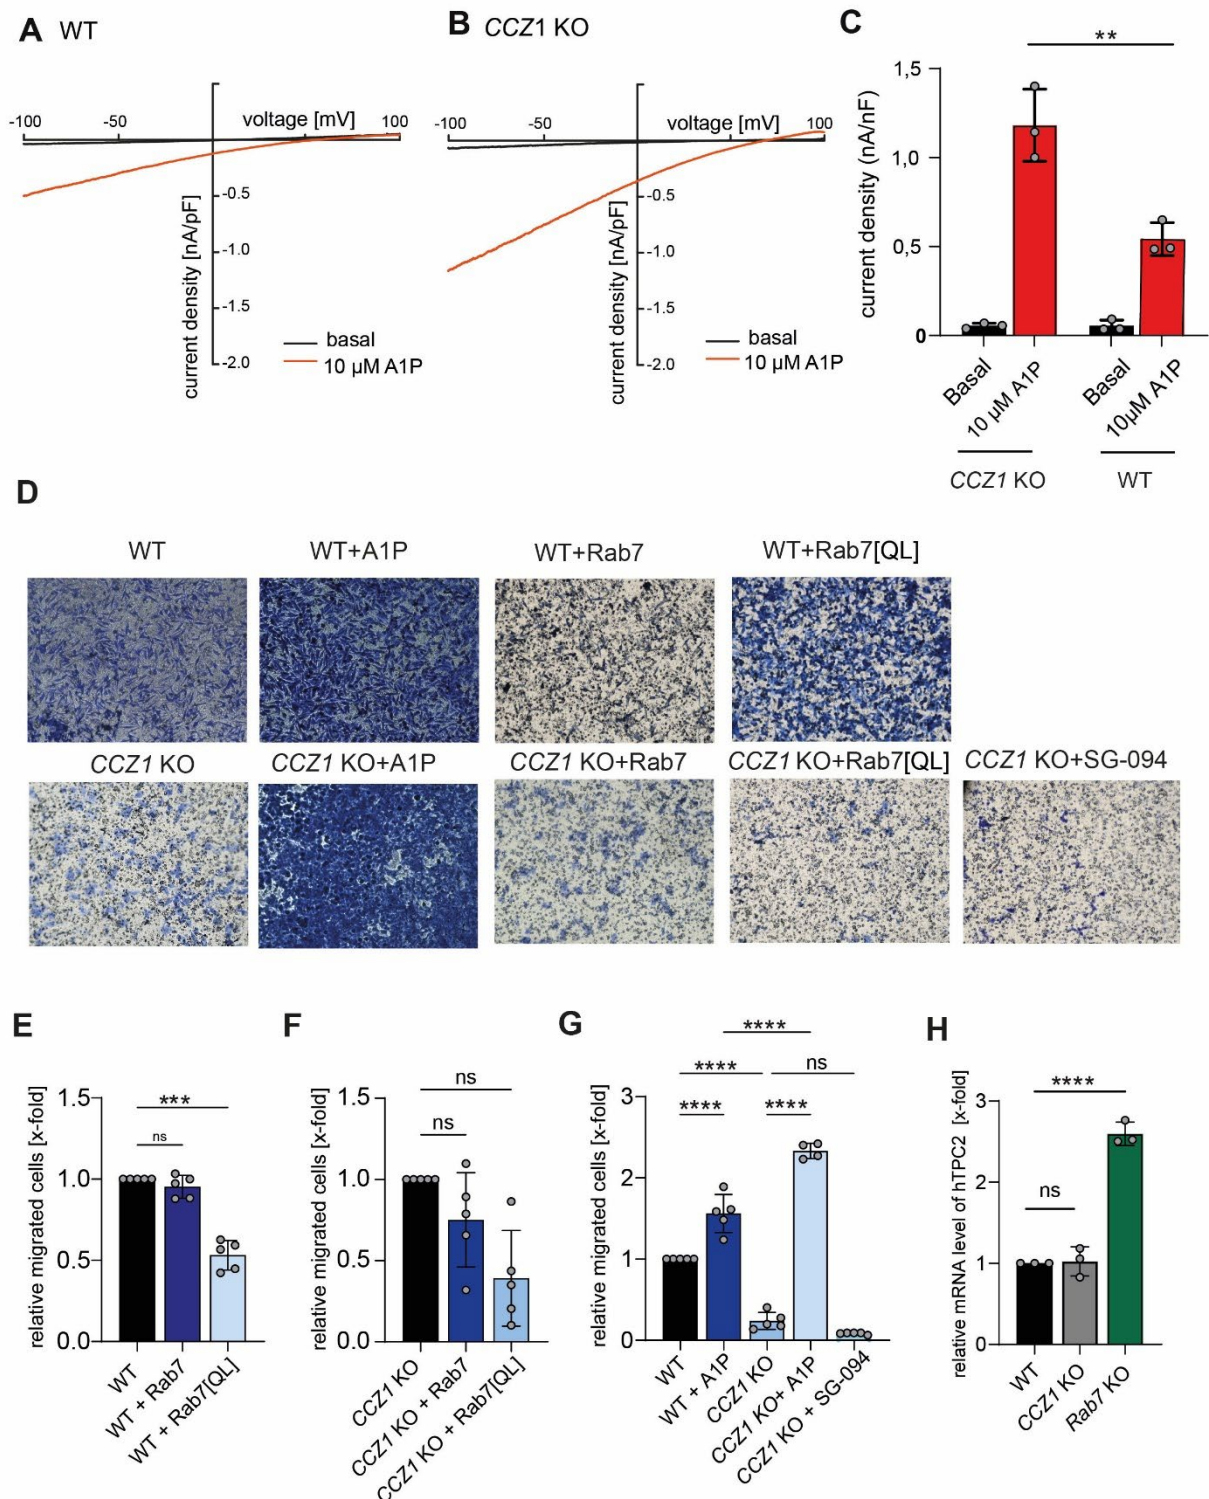 A WT
-100
-50
voltage [mV]
100
-0.5
-1.0
-1.5
-2.0
current density [nA/pF]
basal
10 µM A1P
B CCZ1 KO
-100
-50
voltage [mV]
100
-0.5
-1.0
-1.5
-2.0
current density [nA/pF]
basal
10 µM A1P
C
**
current density (nA/nF)
1,5
1,0
0,5
0
Basal
10 µM A1P
Basal
10µM A1P
CCZ1 KO
WT
D
WT
WT+A1P
WT+Rab7
WT+Rab7[QL]
CCZ1 KO
CCZ1 KO+A1P
CCZ1 KO+Rab7
CCZ1 KO+Rab7[QL]
CCZ1 KO+SG-094
E
relative migrated cells [x-fold]
1.5
1.0
0.5
0.0
***
ns
WT
WT + Rab7
WT + Rab7[QL]
F
relative migrated cells [x-fold]
1.5
1.0
0.5
0.0
ns
ns
CCZ1 KO
CCZ1 KO + Rab7
CCZ1 KO + Rab7[QL]
G
relative migrated cells [x-fold]
3
2
1
0
****
****
ns
****
****
WT
WT + A1P
CCZ1 KO
CCZ1 KO+ A1P
CCZ1 KO + SG-094
H
relative mRNA level of hTPC2 [x-fold]
3
2
1
0
****
ns
WT
CCZ1 KO
Rab7 KO